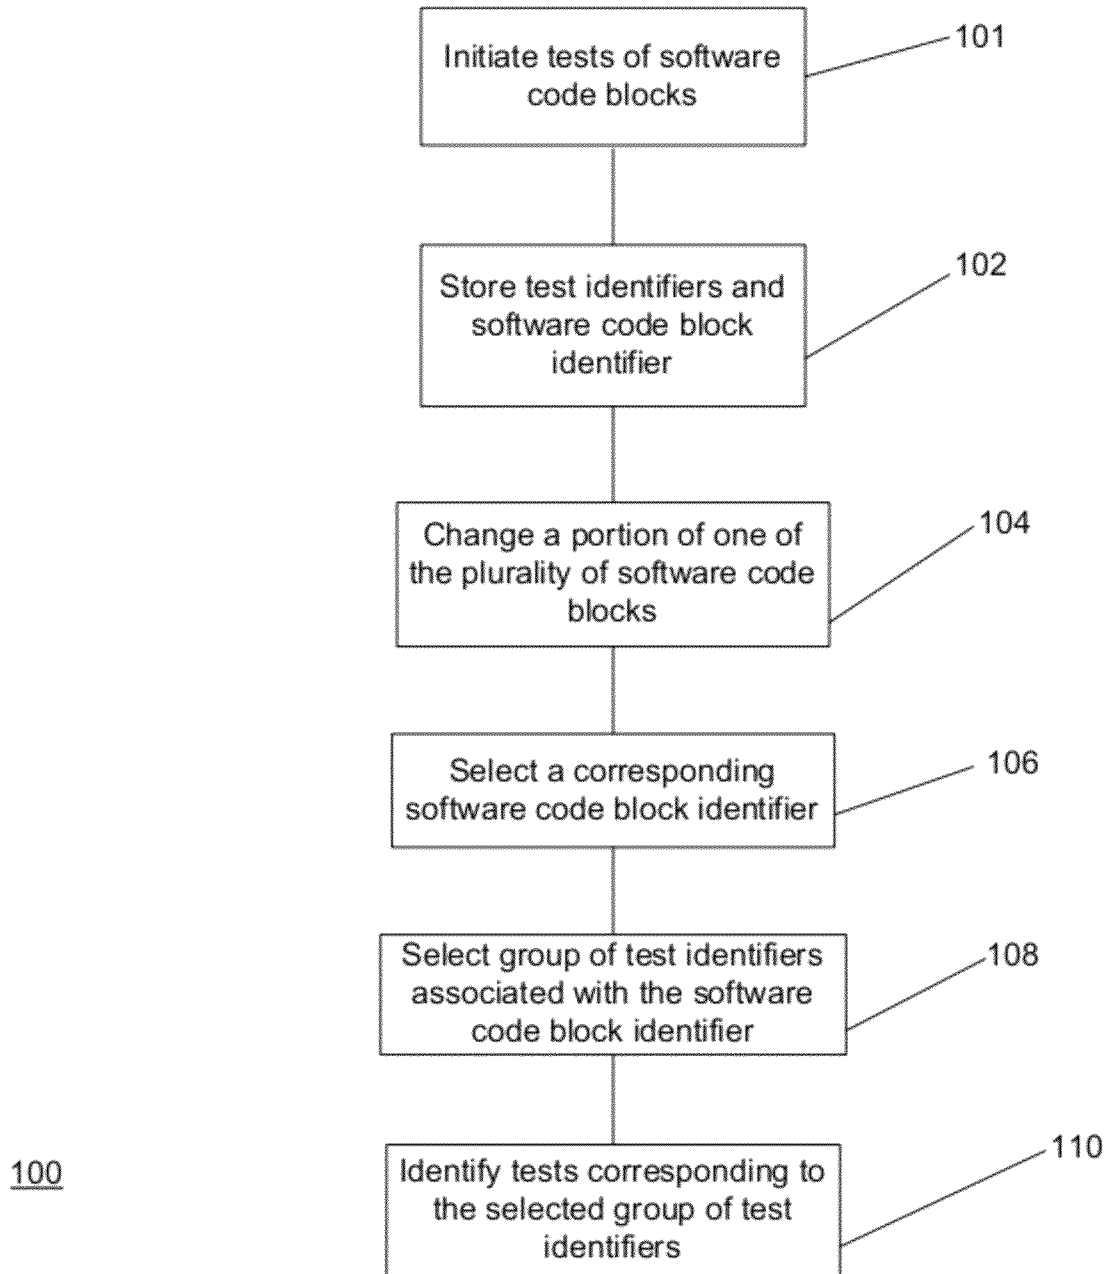 Initiate tests of software
code blocks
101
Store test identifiers and
software code block
identifier
102
Change a portion of one of
the plurality of software code
blocks
104
Select a corresponding
software code block identifier
106
Select group of test identifiers
associated with the software
code block identifier
108
Identify tests corresponding to
the selected group of test
identifiers
110
100